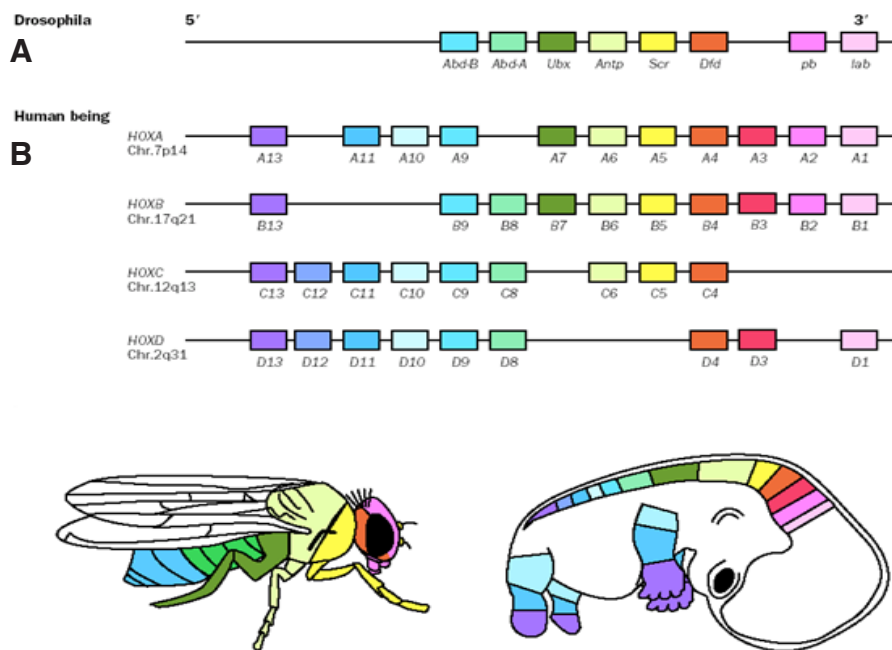 Drosophila 5′ 3′
A
Abd-B Abd-A Ubx Antp Scr Dfd pb lab
Human being
B
HOXA
Chr.7p14
A13 A11 A10 A9 A7 A6 A5 A4 A3 A2 A1
HOXB
Chr.17q21
B13 B9 B8 B7 B6 B5 B4 B3 B2 B1
HOXC
Chr.12q13
C13 C12 C11 C10 C9 C8 C6 C5 C4
HOXD
Chr.2q31
D13 D12 D11 D10 D9 D8 D4 D3 D1